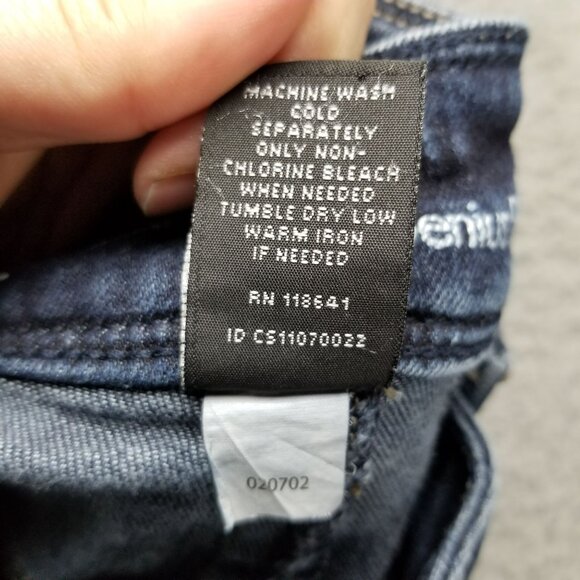 MACHINE WASH
COLD
SEPARATELY
ONLY NON-
CHLORINE BLEACH
WHEN NEEDED
TUMBLE DRY LOW
WARM IRON
IF NEEDED
RN 118641
ID CS11070022
020702